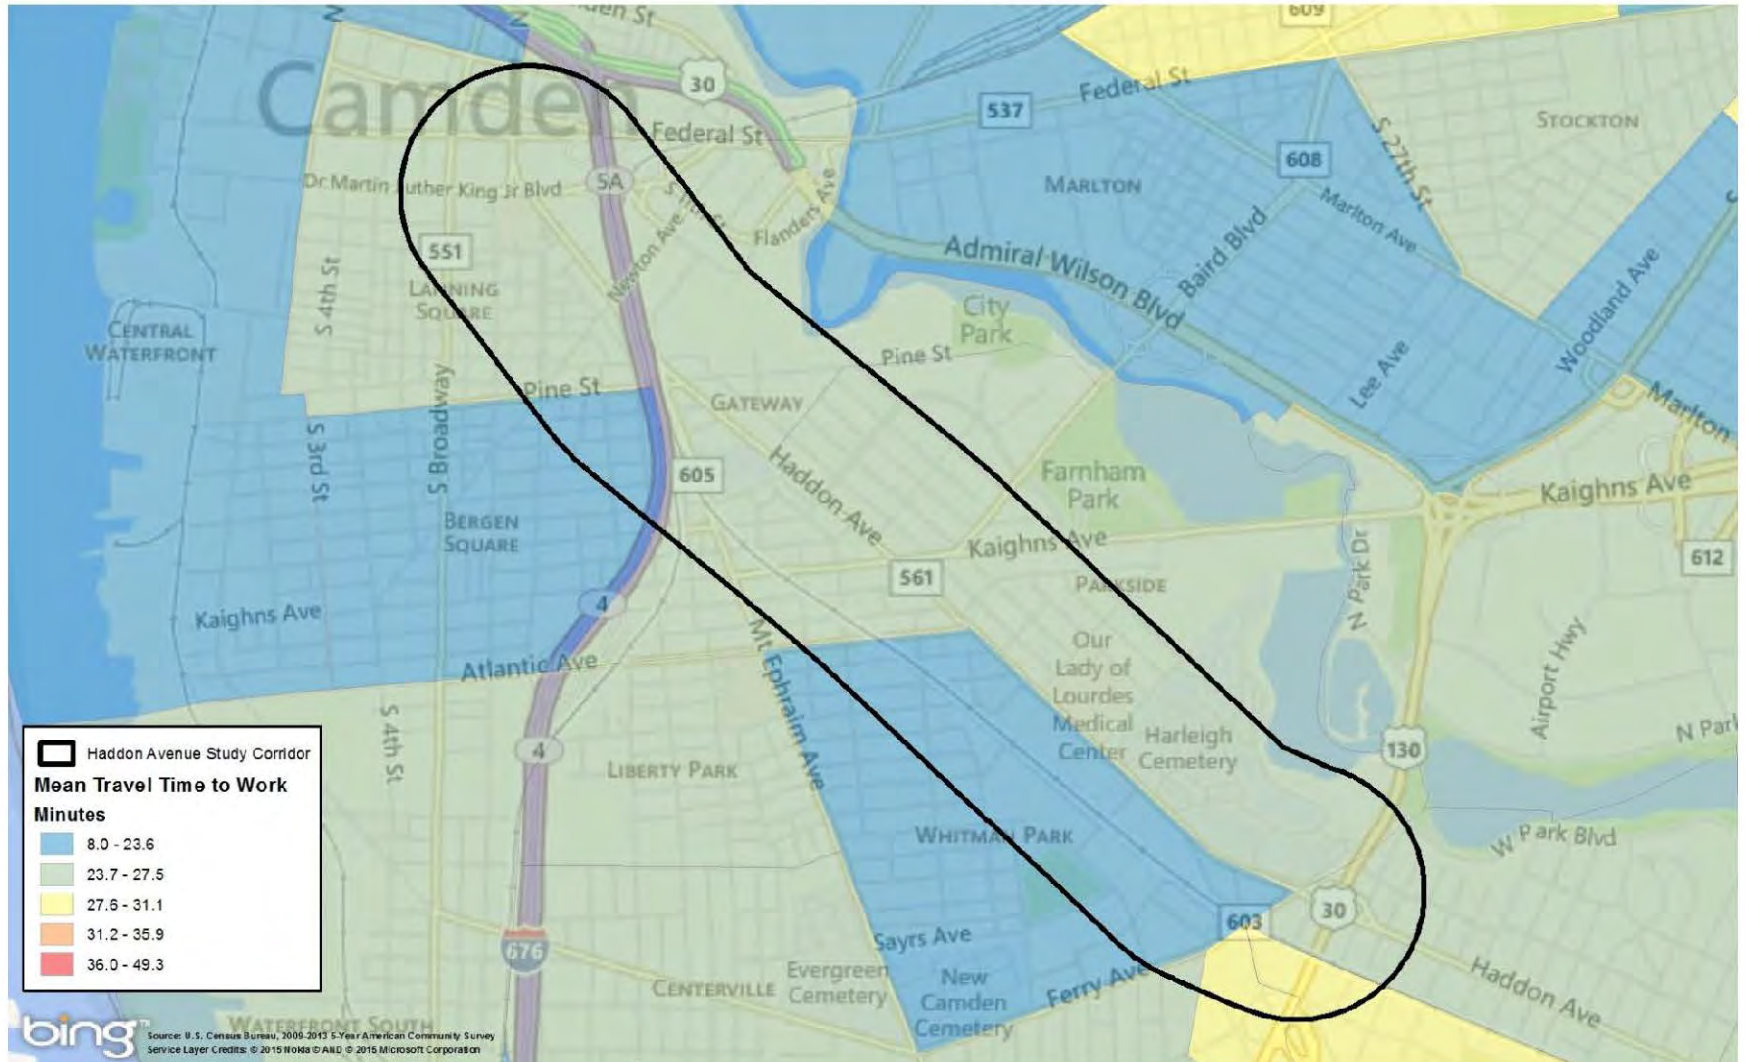 N
N
den St
609
Camden
30
537
Federal St
Federal St
STOCKTON
S 27th St
608
Dr Martin Luther King Jr Blvd
5A
S 11th St
MARLTON
Marlton Ave
Flanders Ave
Newton Ave
551
Admiral Wilson Blvd
Baird Blvd
LANNING
SQUARE
S 4th St
City
Park
Woodland Ave
CENTRAL
WATERFRONT
Pine St
Lee Ave
Pine St
GATEWAY
Marlton
S Broadway
S 3rd St
605
Haddon Ave
Farnham
Park
Kaighns Ave
BERGEN
SQUARE
Kaighns Ave
561
N Park Dr
612
PARKSIDE
4
Kaighns Ave
Mt Ephraim Ave
Our
Lady of
Lourdes
Medical
Center
Airport Hwy
Atlantic Ave
Harleigh
Cemetery
S 4th St
4
130
N Park
LIBERTY PARK
WHITMAN PARK
W Park Blvd
603
30
676
Sayrs Ave
Evergreen
Cemetery
CENTERVILLE
New
Camden
Cemetery
Ferry Ave
Haddon Ave
WATERFRONT SOUTH
Haddon Avenue Study Corridor
Mean Travel Time to Work
Minutes
8.0 - 23.6
23.7 - 27.5
27.6 - 31.1
31.2 - 35.9
36.0 - 49.3
bing™
Source: U.S. Census Bureau, 2009-2013 5-Year American Community Survey
Service Layer Credits: © 2015 Nokia © AND © 2015 Microsoft Corporation